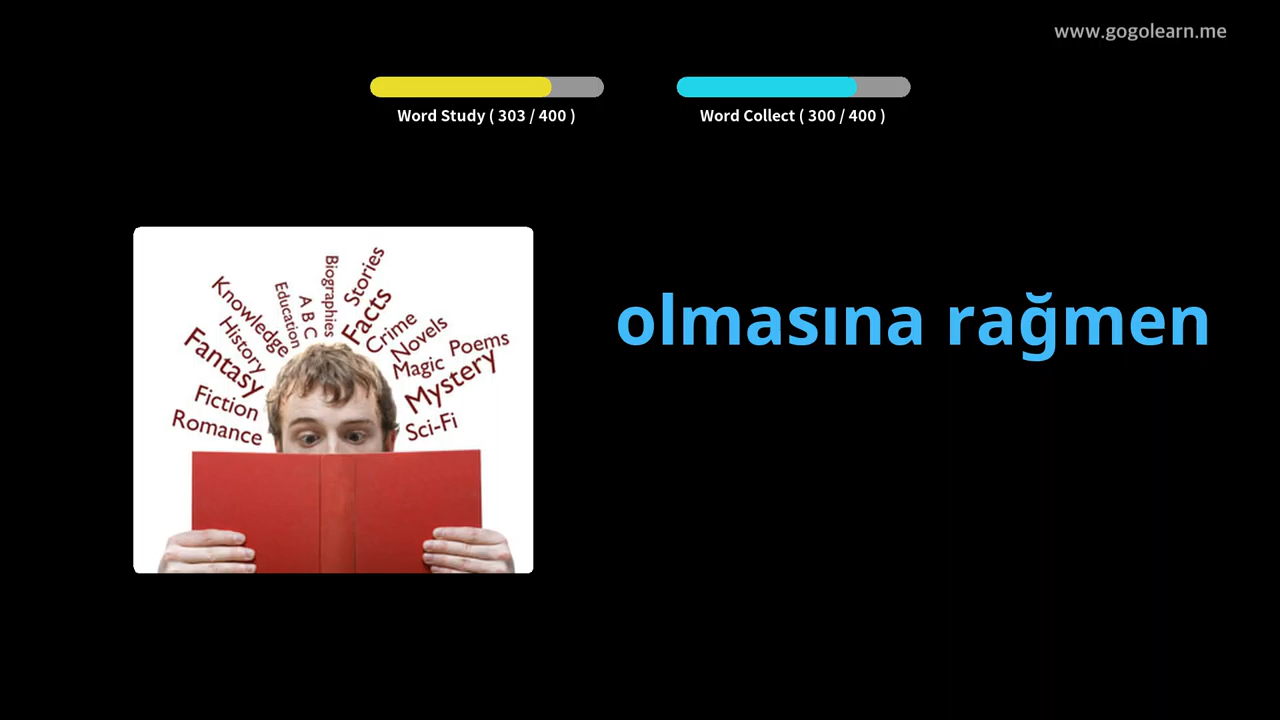 www.gogolearn.me
Word Study ( 303 / 400 )
Word Collect ( 300 / 400 )
olmasına rağmen
Knowledge
History
Fantasy
Fiction
Romance
Education
A B C
Biographies
Stories
Facts
Crime
Novels
Magic
Poems
Mystery
Sci-Fi